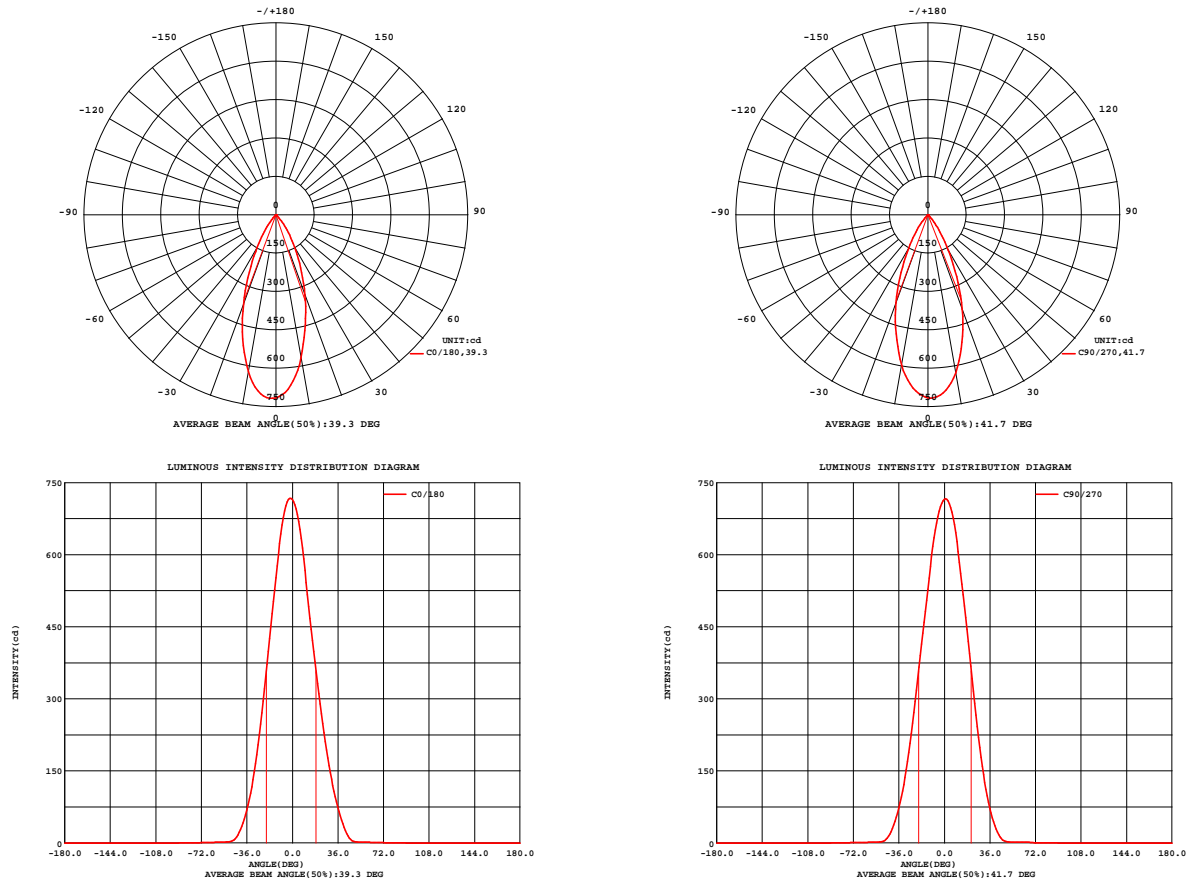 -/+180
-150 150
-120 120
-90 0 90
150
300
-60 450 60
UNIT:cd
600 C0/180,39.3
-30 750 30
0
AVERAGE BEAM ANGLE(50%):39.3 DEG
-/+180
-150 150
-120 120
-90 0 90
150
300
-60 450 60
UNIT:cd
600 C90/270,41.7
-30 750 30
0
AVERAGE BEAM ANGLE(50%):41.7 DEG
LUMINOUS INTENSITY DISTRIBUTION DIAGRAM
750
C0/180
600
450
INTENSITY(cd)
300
150
0
-180.0 -144.0 -108.0 -72.0 -36.0 0.0 36.0 72.0 108.0 144.0 180.0
ANGLE(DEG)
AVERAGE BEAM ANGLE(50%):39.3 DEG
LUMINOUS INTENSITY DISTRIBUTION DIAGRAM
750
C90/270
600
450
INTENSITY(cd)
300
150
0
-180.0 -144.0 -108.0 -72.0 -36.0 0.0 36.0 72.0 108.0 144.0 180.0
ANGLE(DEG)
AVERAGE BEAM ANGLE(50%):41.7 DEG